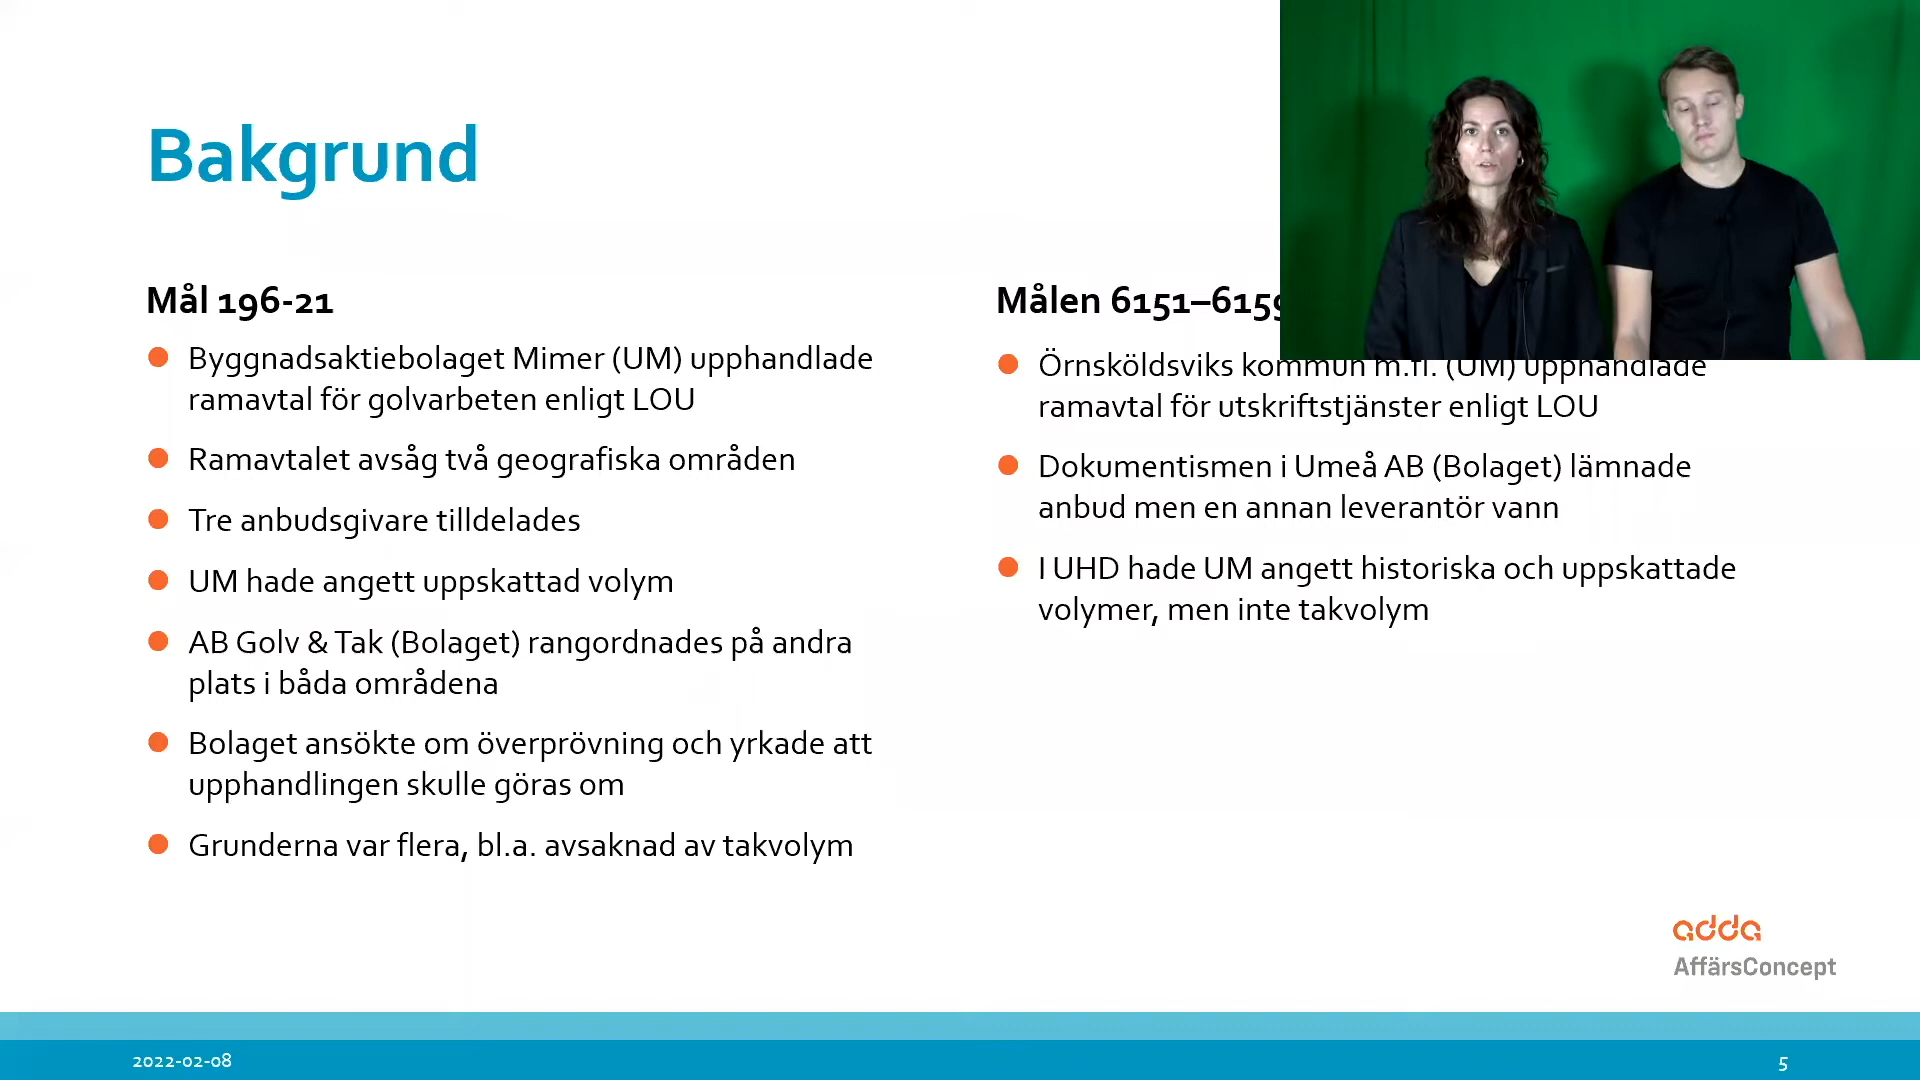 Bakgrund
Mål 196-21
Byggnadsaktiebolaget Mimer (UM) upphandlade
ramavtal för golvarbeten enligt LOU
Ramavtalet avsåg två geografiska områden
Tre anbudsgivare tilldelades
UM hade angett uppskattad volym
AB Golv & Tak (Bolaget) rangordnades på andra
plats i båda områdena
Bolaget ansökte om överprövning och yrkade att
upphandlingen skulle göras om
Grunderna var flera, bl.a. avsaknad av takvolym
Målen 6151–6159
Örnsköldsviks kommun m.fl. (UM) upphandlade
ramavtal för utskriftstjänster enligt LOU
Dokumentismen i Umeå AB (Bolaget) lämnade
anbud men en annan leverantör vann
I UHD hade UM angett historiska och uppskattade
volymer, men inte takvolym
adda
AffärsConcept
2022-02-08
5